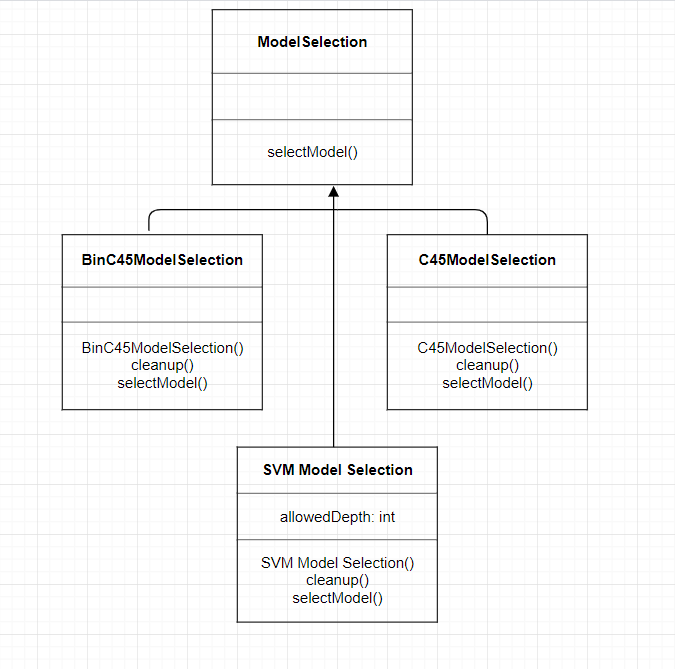 ModelSelection
selectModel()
BinC45ModelSelection
BinC45ModelSelection()
cleanup()
selectModel()
C45ModelSelection
C45ModelSelection()
cleanup()
selectModel()
SVM Model Selection
allowedDepth: int
SVM Model Selection()
cleanup()
selectModel()